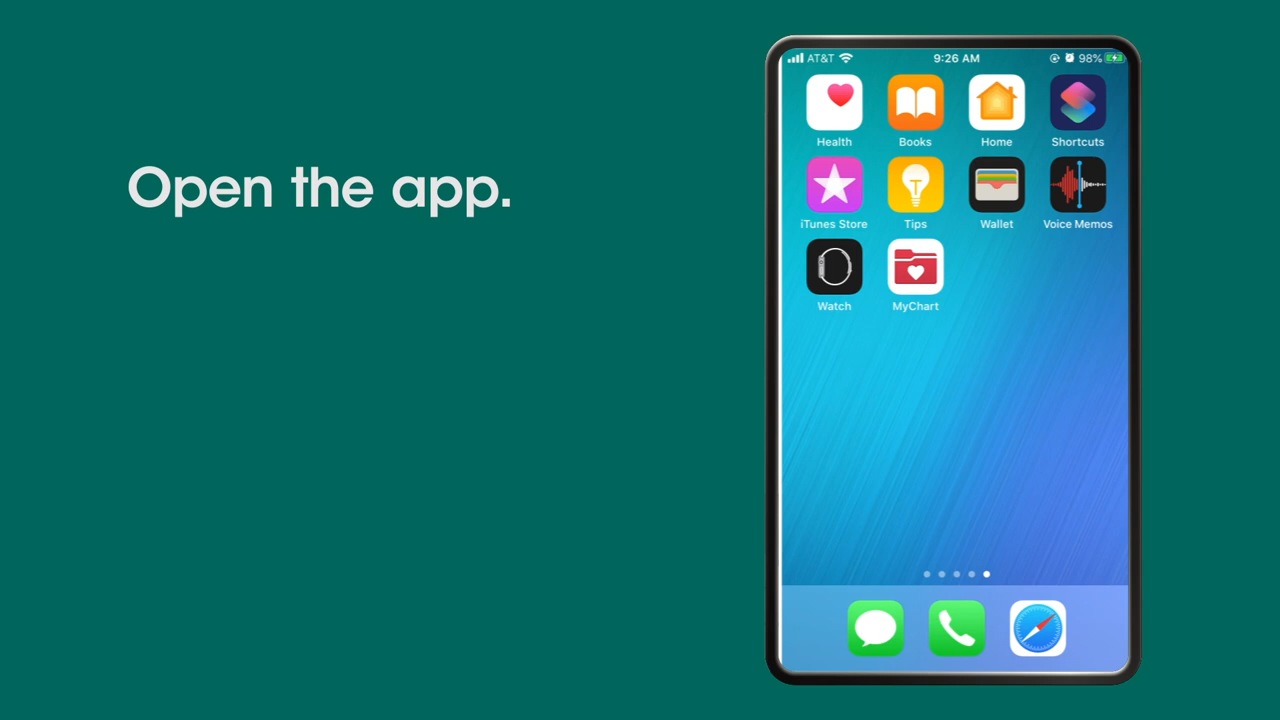 Open the app.
AT&T 9:26 AM 98%
Health Books Home Shortcuts
iTunes Store Tips Wallet Voice Memos
Watch MyChart